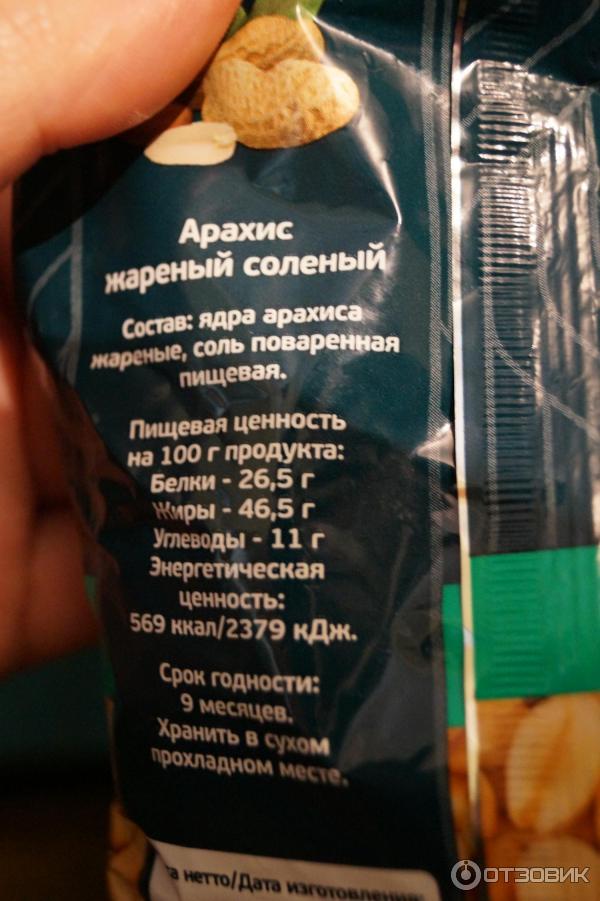 Арахис
жареный соленый
Состав: ядра арахиса
жареные, соль поваренная
пищевая.
Пищевая ценность
на 100 г продукта:
Белки - 26,5 г
Жиры - 46,5 г
Углеводы - 11 г
Энергетическая
ценность:
569 ккал/2379 кДж.
Срок годности:
9 месяцев.
Хранить в сухом
прохладном месте.
нетто/Дата изготовления:
ОТЗОВИК